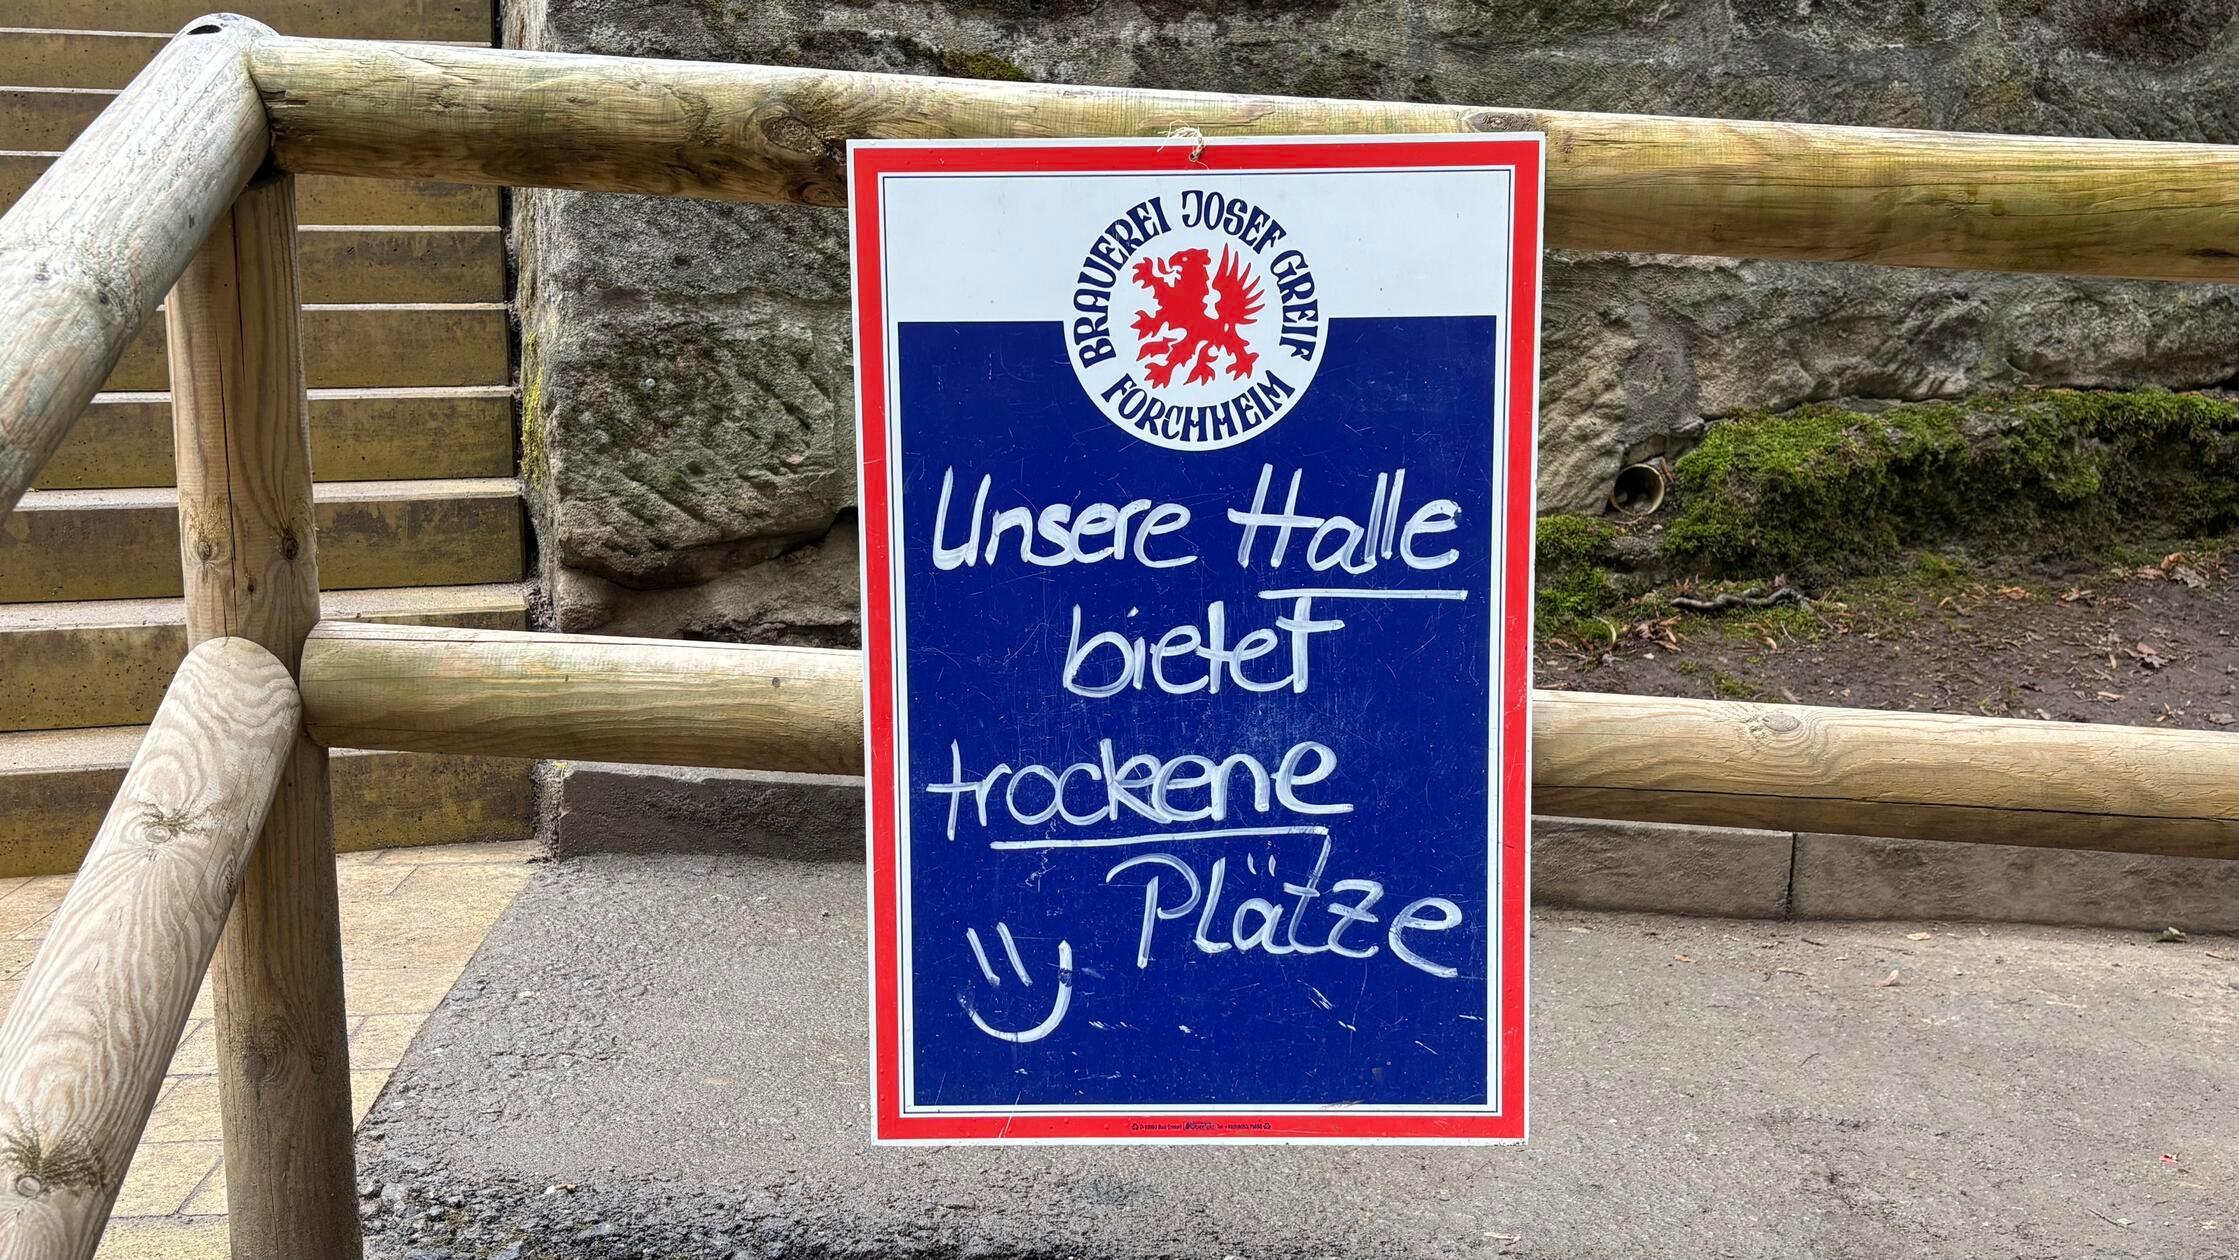 BRAUEREI JOSEF GREIF
FORCHHEIM
Unsere Halle
bietet
trockene
Plätze